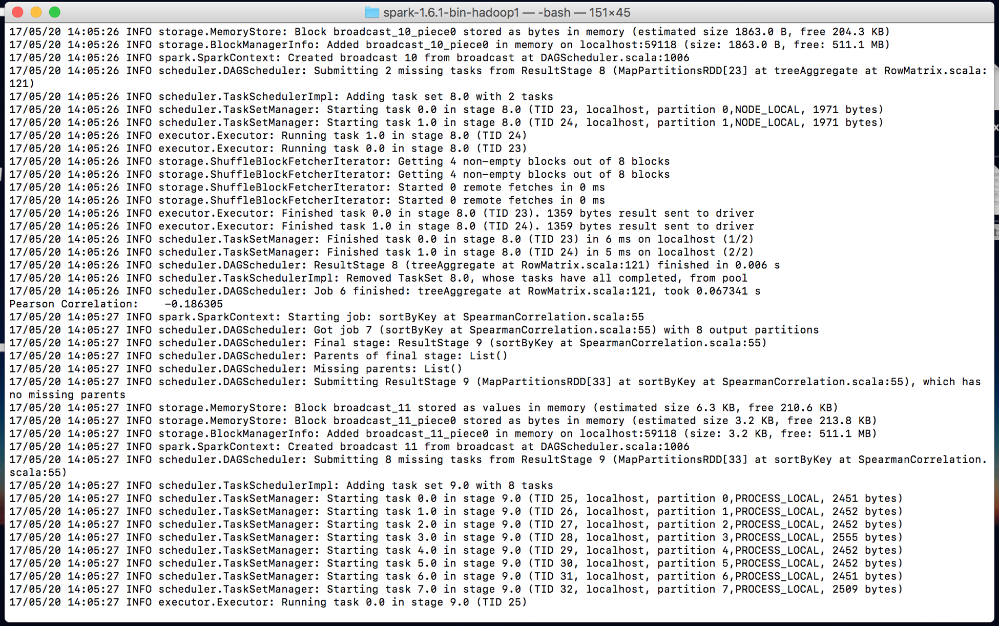 spark-1.6.1-bin-hadoop1 — -bash — 151×45
17/05/20 14:05:26 INFO storage.MemoryStore: Block broadcast_10_piece0 stored as bytes in memory (estimated size 1863.0 B, free 204.3 KB)
17/05/20 14:05:26 INFO storage.BlockManagerInfo: Added broadcast_10_piece0 in memory on localhost:59118 (size: 1863.0 B, free: 511.1 MB)
17/05/20 14:05:26 INFO spark.SparkContext: Created broadcast 10 from broadcast at DAGScheduler.scala:1006
17/05/20 14:05:26 INFO scheduler.DAGScheduler: Submitting 2 missing tasks from ResultStage 8 (MapPartitionsRDD[23] at treeAggregate at RowMatrix.scala:
121)
17/05/20 14:05:26 INFO scheduler.TaskSchedulerImpl: Adding task set 8.0 with 2 tasks
17/05/20 14:05:26 INFO scheduler.TaskSetManager: Starting task 0.0 in stage 8.0 (TID 23, localhost, partition 0,NODE_LOCAL, 1971 bytes)
17/05/20 14:05:26 INFO scheduler.TaskSetManager: Starting task 1.0 in stage 8.0 (TID 24, localhost, partition 1,NODE_LOCAL, 1971 bytes)
17/05/20 14:05:26 INFO executor.Executor: Running task 1.0 in stage 8.0 (TID 24)
17/05/20 14:05:26 INFO executor.Executor: Running task 0.0 in stage 8.0 (TID 23)
17/05/20 14:05:26 INFO storage.ShuffleBlockFetcherIterator: Getting 4 non-empty blocks out of 8 blocks
17/05/20 14:05:26 INFO storage.ShuffleBlockFetcherIterator: Getting 4 non-empty blocks out of 8 blocks
17/05/20 14:05:26 INFO storage.ShuffleBlockFetcherIterator: Started 0 remote fetches in 0 ms
17/05/20 14:05:26 INFO storage.ShuffleBlockFetcherIterator: Started 0 remote fetches in 0 ms
17/05/20 14:05:26 INFO executor.Executor: Finished task 0.0 in stage 8.0 (TID 23). 1359 bytes result sent to driver
17/05/20 14:05:26 INFO executor.Executor: Finished task 1.0 in stage 8.0 (TID 24). 1359 bytes result sent to driver
17/05/20 14:05:26 INFO scheduler.TaskSetManager: Finished task 0.0 in stage 8.0 (TID 23) in 6 ms on localhost (1/2)
17/05/20 14:05:26 INFO scheduler.TaskSetManager: Finished task 1.0 in stage 8.0 (TID 24) in 5 ms on localhost (2/2)
17/05/20 14:05:26 INFO scheduler.DAGScheduler: ResultStage 8 (treeAggregate at RowMatrix.scala:121) finished in 0.006 s
17/05/20 14:05:26 INFO scheduler.TaskSchedulerImpl: Removed TaskSet 8.0, whose tasks have all completed, from pool
17/05/20 14:05:26 INFO scheduler.DAGScheduler: Job 6 finished: treeAggregate at RowMatrix.scala:121, took 0.067341 s
Pearson Correlation:    -0.186305
17/05/20 14:05:27 INFO spark.SparkContext: Starting job: sortByKey at SpearmanCorrelation.scala:55
17/05/20 14:05:27 INFO scheduler.DAGScheduler: Got job 7 (sortByKey at SpearmanCorrelation.scala:55) with 8 output partitions
17/05/20 14:05:27 INFO scheduler.DAGScheduler: Final stage: ResultStage 9 (sortByKey at SpearmanCorrelation.scala:55)
17/05/20 14:05:27 INFO scheduler.DAGScheduler: Parents of final stage: List()
17/05/20 14:05:27 INFO scheduler.DAGScheduler: Missing parents: List()
17/05/20 14:05:27 INFO scheduler.DAGScheduler: Submitting ResultStage 9 (MapPartitionsRDD[33] at sortByKey at SpearmanCorrelation.scala:55), which has
no missing parents
17/05/20 14:05:27 INFO storage.MemoryStore: Block broadcast_11 stored as values in memory (estimated size 6.3 KB, free 210.6 KB)
17/05/20 14:05:27 INFO storage.MemoryStore: Block broadcast_11_piece0 stored as bytes in memory (estimated size 3.2 KB, free 213.8 KB)
17/05/20 14:05:27 INFO storage.BlockManagerInfo: Added broadcast_11_piece0 in memory on localhost:59118 (size: 3.2 KB, free: 511.1 MB)
17/05/20 14:05:27 INFO spark.SparkContext: Created broadcast 11 from broadcast at DAGScheduler.scala:1006
17/05/20 14:05:27 INFO scheduler.DAGScheduler: Submitting 8 missing tasks from ResultStage 9 (MapPartitionsRDD[33] at sortByKey at SpearmanCorrelation.
scala:55)
17/05/20 14:05:27 INFO scheduler.TaskSchedulerImpl: Adding task set 9.0 with 8 tasks
17/05/20 14:05:27 INFO scheduler.TaskSetManager: Starting task 0.0 in stage 9.0 (TID 25, localhost, partition 0,PROCESS_LOCAL, 2451 bytes)
17/05/20 14:05:27 INFO scheduler.TaskSetManager: Starting task 1.0 in stage 9.0 (TID 26, localhost, partition 1,PROCESS_LOCAL, 2452 bytes)
17/05/20 14:05:27 INFO scheduler.TaskSetManager: Starting task 2.0 in stage 9.0 (TID 27, localhost, partition 2,PROCESS_LOCAL, 2452 bytes)
17/05/20 14:05:27 INFO scheduler.TaskSetManager: Starting task 3.0 in stage 9.0 (TID 28, localhost, partition 3,PROCESS_LOCAL, 2555 bytes)
17/05/20 14:05:27 INFO scheduler.TaskSetManager: Starting task 4.0 in stage 9.0 (TID 29, localhost, partition 4,PROCESS_LOCAL, 2452 bytes)
17/05/20 14:05:27 INFO scheduler.TaskSetManager: Starting task 5.0 in stage 9.0 (TID 30, localhost, partition 5,PROCESS_LOCAL, 2452 bytes)
17/05/20 14:05:27 INFO scheduler.TaskSetManager: Starting task 6.0 in stage 9.0 (TID 31, localhost, partition 6,PROCESS_LOCAL, 2451 bytes)
17/05/20 14:05:27 INFO scheduler.TaskSetManager: Starting task 7.0 in stage 9.0 (TID 32, localhost, partition 7,PROCESS_LOCAL, 2509 bytes)
17/05/20 14:05:27 INFO executor.Executor: Running task 0.0 in stage 9.0 (TID 25)